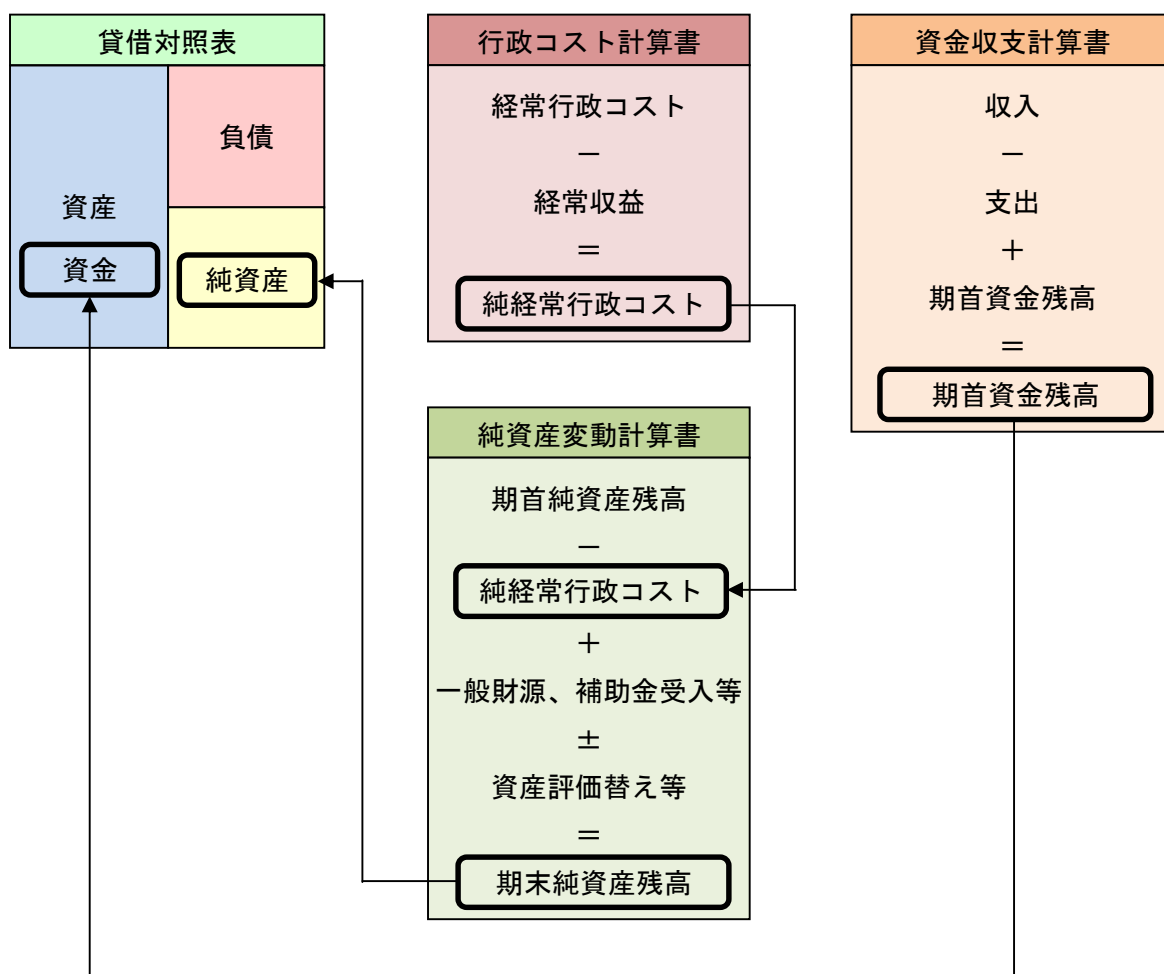 貸借対照表
資産
資金
負債
純資産
行政コスト計算書
経常行政コスト
－
経常収益
＝
純経常行政コスト
資金収支計算書
収入
－
支出
＋
期首資金残高
＝
期首資金残高
純資産変動計算書
期首純資産残高
－
純経常行政コスト
＋
一般財源、補助金受入等
±
資産評価替え等
＝
期末純資産残高